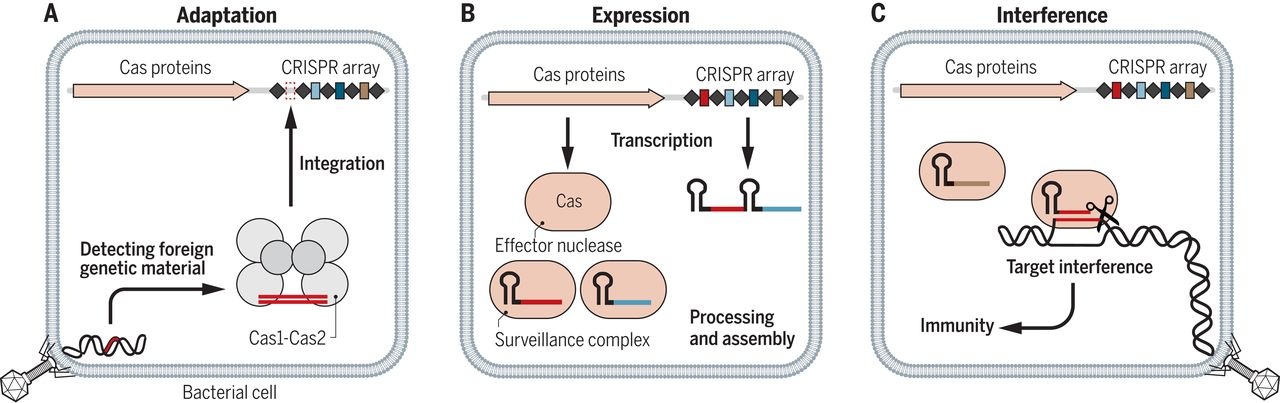 A Adaptation
Cas proteins
CRISPR array
Integration
Detecting foreign
genetic material
Cas1-Cas2
Bacterial cell
B Expression
Cas proteins
CRISPR array
Transcription
Cas
Effector nuclease
Surveillance complex
Processing
and assembly
C Interference
Cas proteins
CRISPR array
Target interference
Immunity